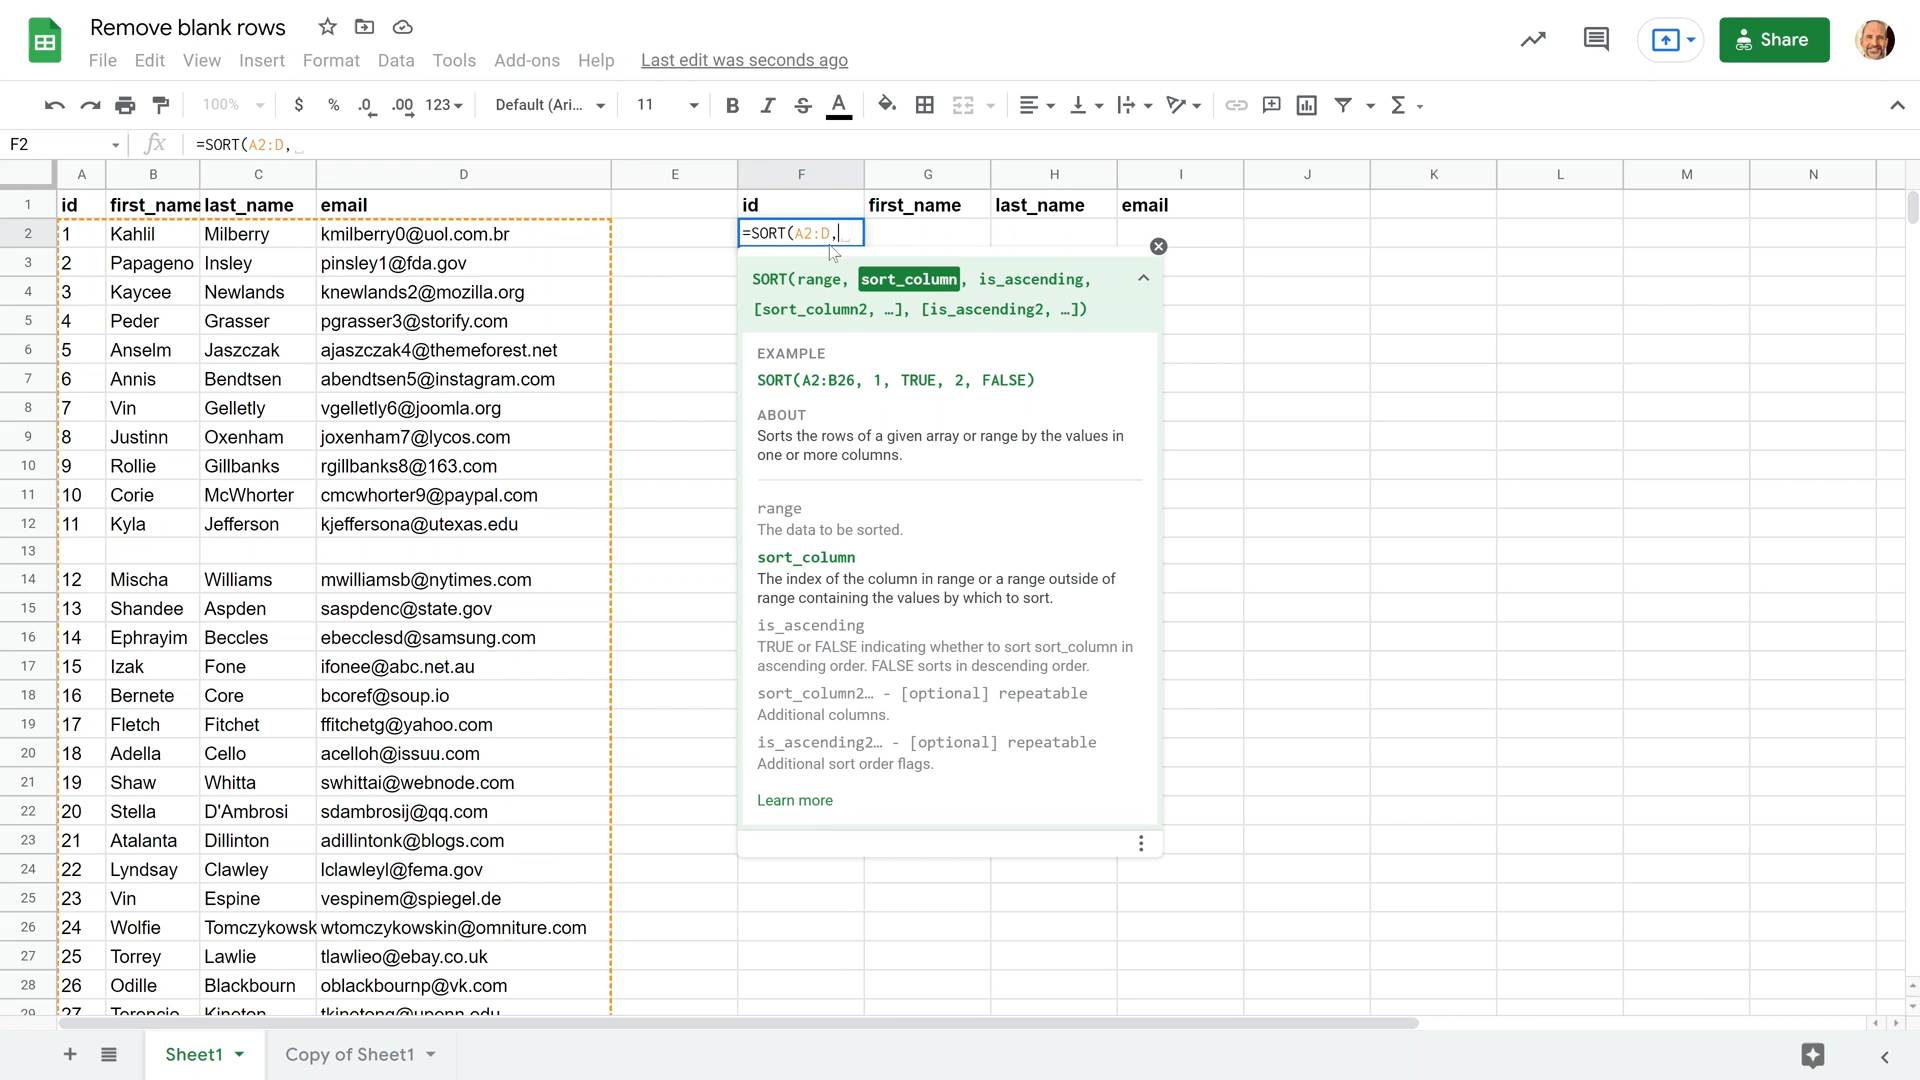 Remove blank rows
File Edit View Insert Format Data Tools Add-ons Help Last edit was seconds ago
Share
100% $ % .0 .00 123 Default (Ari... 11 B I S A
F2 fx =SORT(A2:D,
A B C D E F G H I J K L M N
1 id first_name last_name email id first_name last_name email
2 1 Kahlil Milberry kmilberry0@uol.com.br =SORT(A2:D,
3 2 Papageno Insley pinsley1@fda.gov
4 3 Kaycee Newlands knewlands2@mozilla.org
5 4 Peder Grasser pgrasser3@storify.com
6 5 Anselm Jaszczak ajaszczak4@themeforest.net
7 6 Annis Bendtsen abendtsen5@instagram.com
8 7 Vin Gelletly vgelletly6@joomla.org
9 8 Justinn Oxenham joxenham7@lycos.com
10 9 Rollie Gillbanks rgillbanks8@163.com
11 10 Corie McWhorter cmcwhorter9@paypal.com
12 11 Kyla Jefferson kjeffersona@utexas.edu
13
14 12 Mischa Williams mwilliamsb@nytimes.com
15 13 Shandee Aspden saspdenc@state.gov
16 14 Ephrayim Beccles ebecclesd@samsung.com
17 15 Izak Fone ifonee@abc.net.au
18 16 Bernete Core bcoref@soup.io
19 17 Fletch Fitchet ffitchetg@yahoo.com
20 18 Adella Cello acelloh@issuu.com
21 19 Shaw Whitta swhittai@webnode.com
22 20 Stella D'Ambrosi sdambrosij@qq.com
23 21 Atalanta Dillinton adillintonk@blogs.com
24 22 Lyndsay Clawley lclawleyl@fema.gov
25 23 Vin Espine vespinem@spiegel.de
26 24 Wolfie Tomczykowsk wtomczykowskin@omniture.com
27 25 Torrey Lawlie tlawlieo@ebay.co.uk
28 26 Odille Blackbourn oblackbournp@vk.com
29 27 Terencio Kineton tkinetonq@upenn.edu
SORT(range, sort_column, is_ascending,
[sort_column2, …], [is_ascending2, …])
EXAMPLE
SORT(A2:B26, 1, TRUE, 2, FALSE)
ABOUT
Sorts the rows of a given array or range by the values in
one or more columns.
range
The data to be sorted.
sort_column
The index of the column in range or a range outside of
range containing the values by which to sort.
is_ascending
TRUE or FALSE indicating whether to sort sort_column in
ascending order. FALSE sorts in descending order.
sort_column2… - [optional] repeatable
Additional columns.
is_ascending2… - [optional] repeatable
Additional sort order flags.
Learn more
Sheet1 Copy of Sheet1